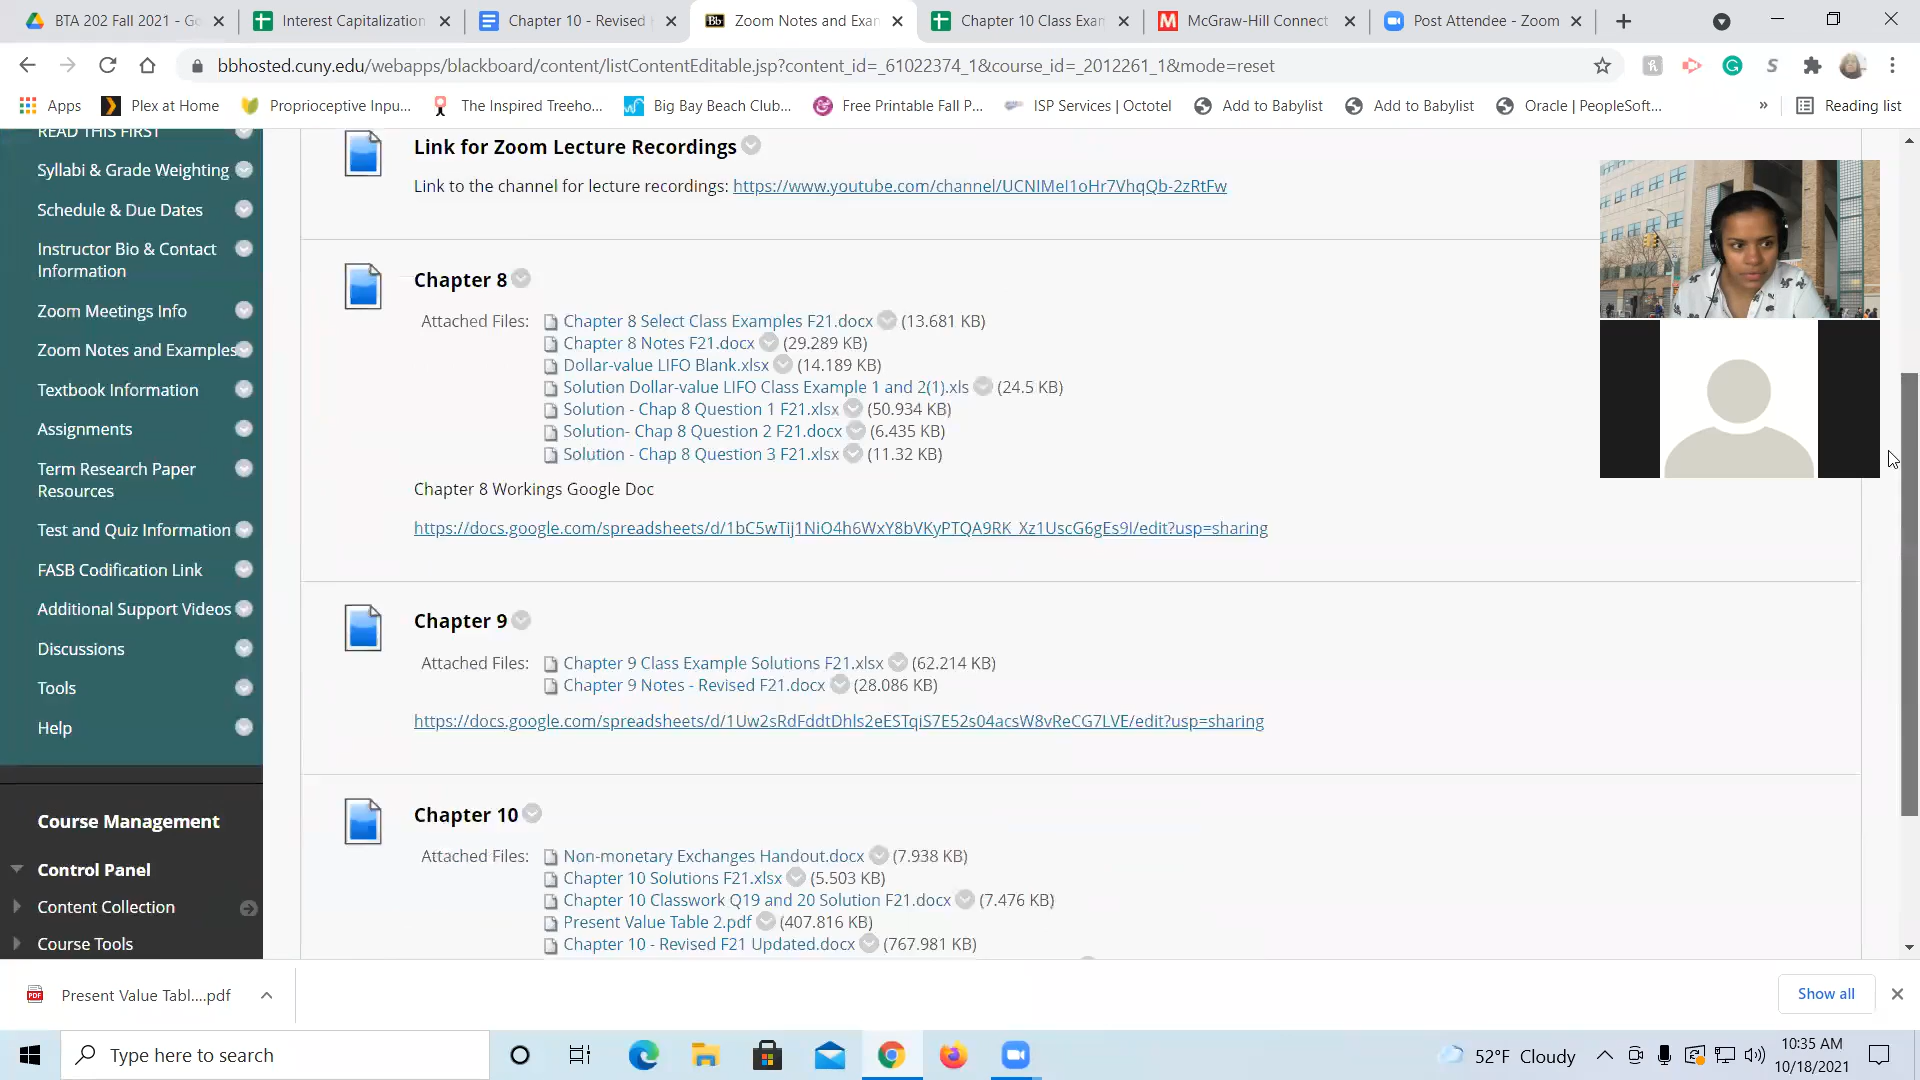 BTA 202 Fall 2021 - Go
Interest Capitalization
Chapter 10 - Revised
Zoom Notes and Exan
Chapter 10 Class Exam
McGraw-Hill Connect
Post Attendee - Zoom
bbhosted.cuny.edu/webapps/blackboard/content/listContentEditable.jsp?content_id=_61022374_1&course_id=_2012261_1&mode=reset
Apps
Plex at Home
Proprioceptive Inpu...
The Inspired Treeho...
Big Bay Beach Club...
Free Printable Fall P...
ISP Services | Octotel
Add to Babylist
Add to Babylist
Oracle | PeopleSoft...
»
Reading list
READ THIS FIRST
Syllabi & Grade Weighting
Schedule & Due Dates
Instructor Bio & Contact
Information
Zoom Meetings Info
Zoom Notes and Examples
Textbook Information
Assignments
Term Research Paper
Resources
Test and Quiz Information
FASB Codification Link
Additional Support Videos
Discussions
Tools
Help
Course Management
Control Panel
Content Collection
Course Tools
Link for Zoom Lecture Recordings
Link to the channel for lecture recordings: https://www.youtube.com/channel/UCNIMeI1oHr7VhqQb-2zRtFw
Chapter 8
Attached Files: Chapter 8 Select Class Examples F21.docx (13.681 KB)
Chapter 8 Notes F21.docx (29.289 KB)
Dollar-value LIFO Blank.xlsx (14.189 KB)
Solution Dollar-value LIFO Class Example 1 and 2(1).xls (24.5 KB)
Solution - Chap 8 Question 1 F21.xlsx (50.934 KB)
Solution- Chap 8 Question 2 F21.docx (6.435 KB)
Solution - Chap 8 Question 3 F21.xlsx (11.32 KB)
Chapter 8 Workings Google Doc
https://docs.google.com/spreadsheets/d/1bC5wTij1NiO4h6WxY8bVKyPTQA9RK_Xz1UscG6gEs9I/edit?usp=sharing
Chapter 9
Attached Files: Chapter 9 Class Example Solutions F21.xlsx (62.214 KB)
Chapter 9 Notes - Revised F21.docx (28.086 KB)
https://docs.google.com/spreadsheets/d/1Uw2sRdFddtDhls2eESTqiS7E52s04acsW8vReCG7LVE/edit?usp=sharing
Chapter 10
Attached Files: Non-monetary Exchanges Handout.docx (7.938 KB)
Chapter 10 Solutions F21.xlsx (5.503 KB)
Chapter 10 Classwork Q19 and 20 Solution F21.docx (7.476 KB)
Present Value Table 2.pdf (407.816 KB)
Chapter 10 - Revised F21 Updated.docx (767.981 KB)
Present Value Tabl....pdf
Show all
Type here to search
52°F Cloudy
10:35 AM
10/18/2021